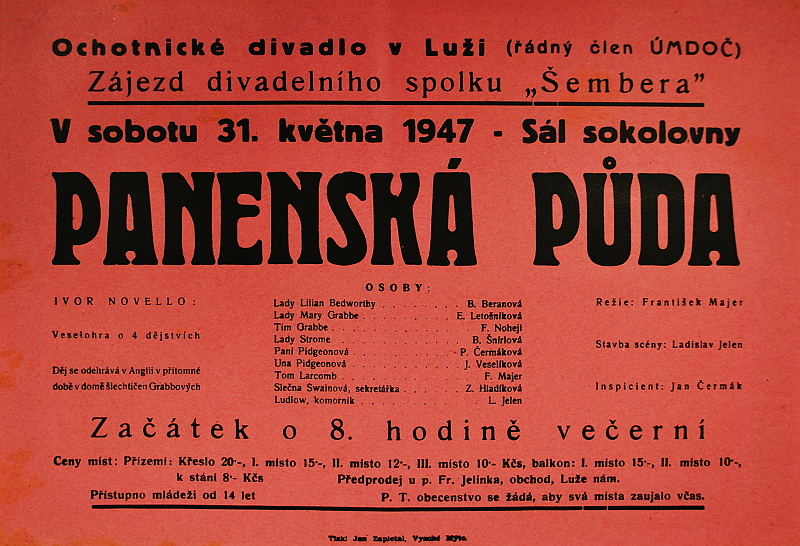 Ochotnické divadlo v Luži (řádný člen ÚMDOČ)
Zájezd divadelního spolku „Šembera”
V sobotu 31. května 1947 - Sál sokolovny
PANENSKÁ PŮDA
OSOBY:
IVOR NOVELLO:
Veselohra o 4 dějstvích
Děj se odehrává v Anglii v přítomné
době v domě šlechticen Grabbových
Lady Lilian Bedworthy . . . . . . . . B. Beranová
Lady Mary Grabbe . . . . . . . . . E. Letošníková
Tim Grabbe . . . . . . . . . . . . . F. Nohejl
Lady Strome . . . . . . . . . . . B. Šnírlová
Paní Pidgeonová . . . . . . . . . . P. Čermáková
Una Pidgeonová . . . . . . . . . . J. Veselíková
Tom Larcomb . . . . . . . . . . . . F. Majer
Slečna Swainová, sekretářka . . . . . . Z. Hladíková
Ludlow, komorník . . . . . . . . . . L. Jelen
Režie: František Majer
Stavba scény: Ladislav Jelen
Inspicient: Jan Čermák
Začátek o 8. hodině večerní
Ceny míst: Přízemí: Křeslo 20·-, I. místo 15·-, II. místo 12·-, III. místo 10·- Kčs, balkon: I. místo 15·-, II. místo 10·-,
k stání 8·- Kčs Předprodej u p. Fr. Jelínka, obchod, Luže nám.
Přístupno mládeži od 14 let P. T. obecenstvo se žádá, aby svá místa zaujalo včas.
Tiskl Jan Zapletal, Vysoké Mýto.